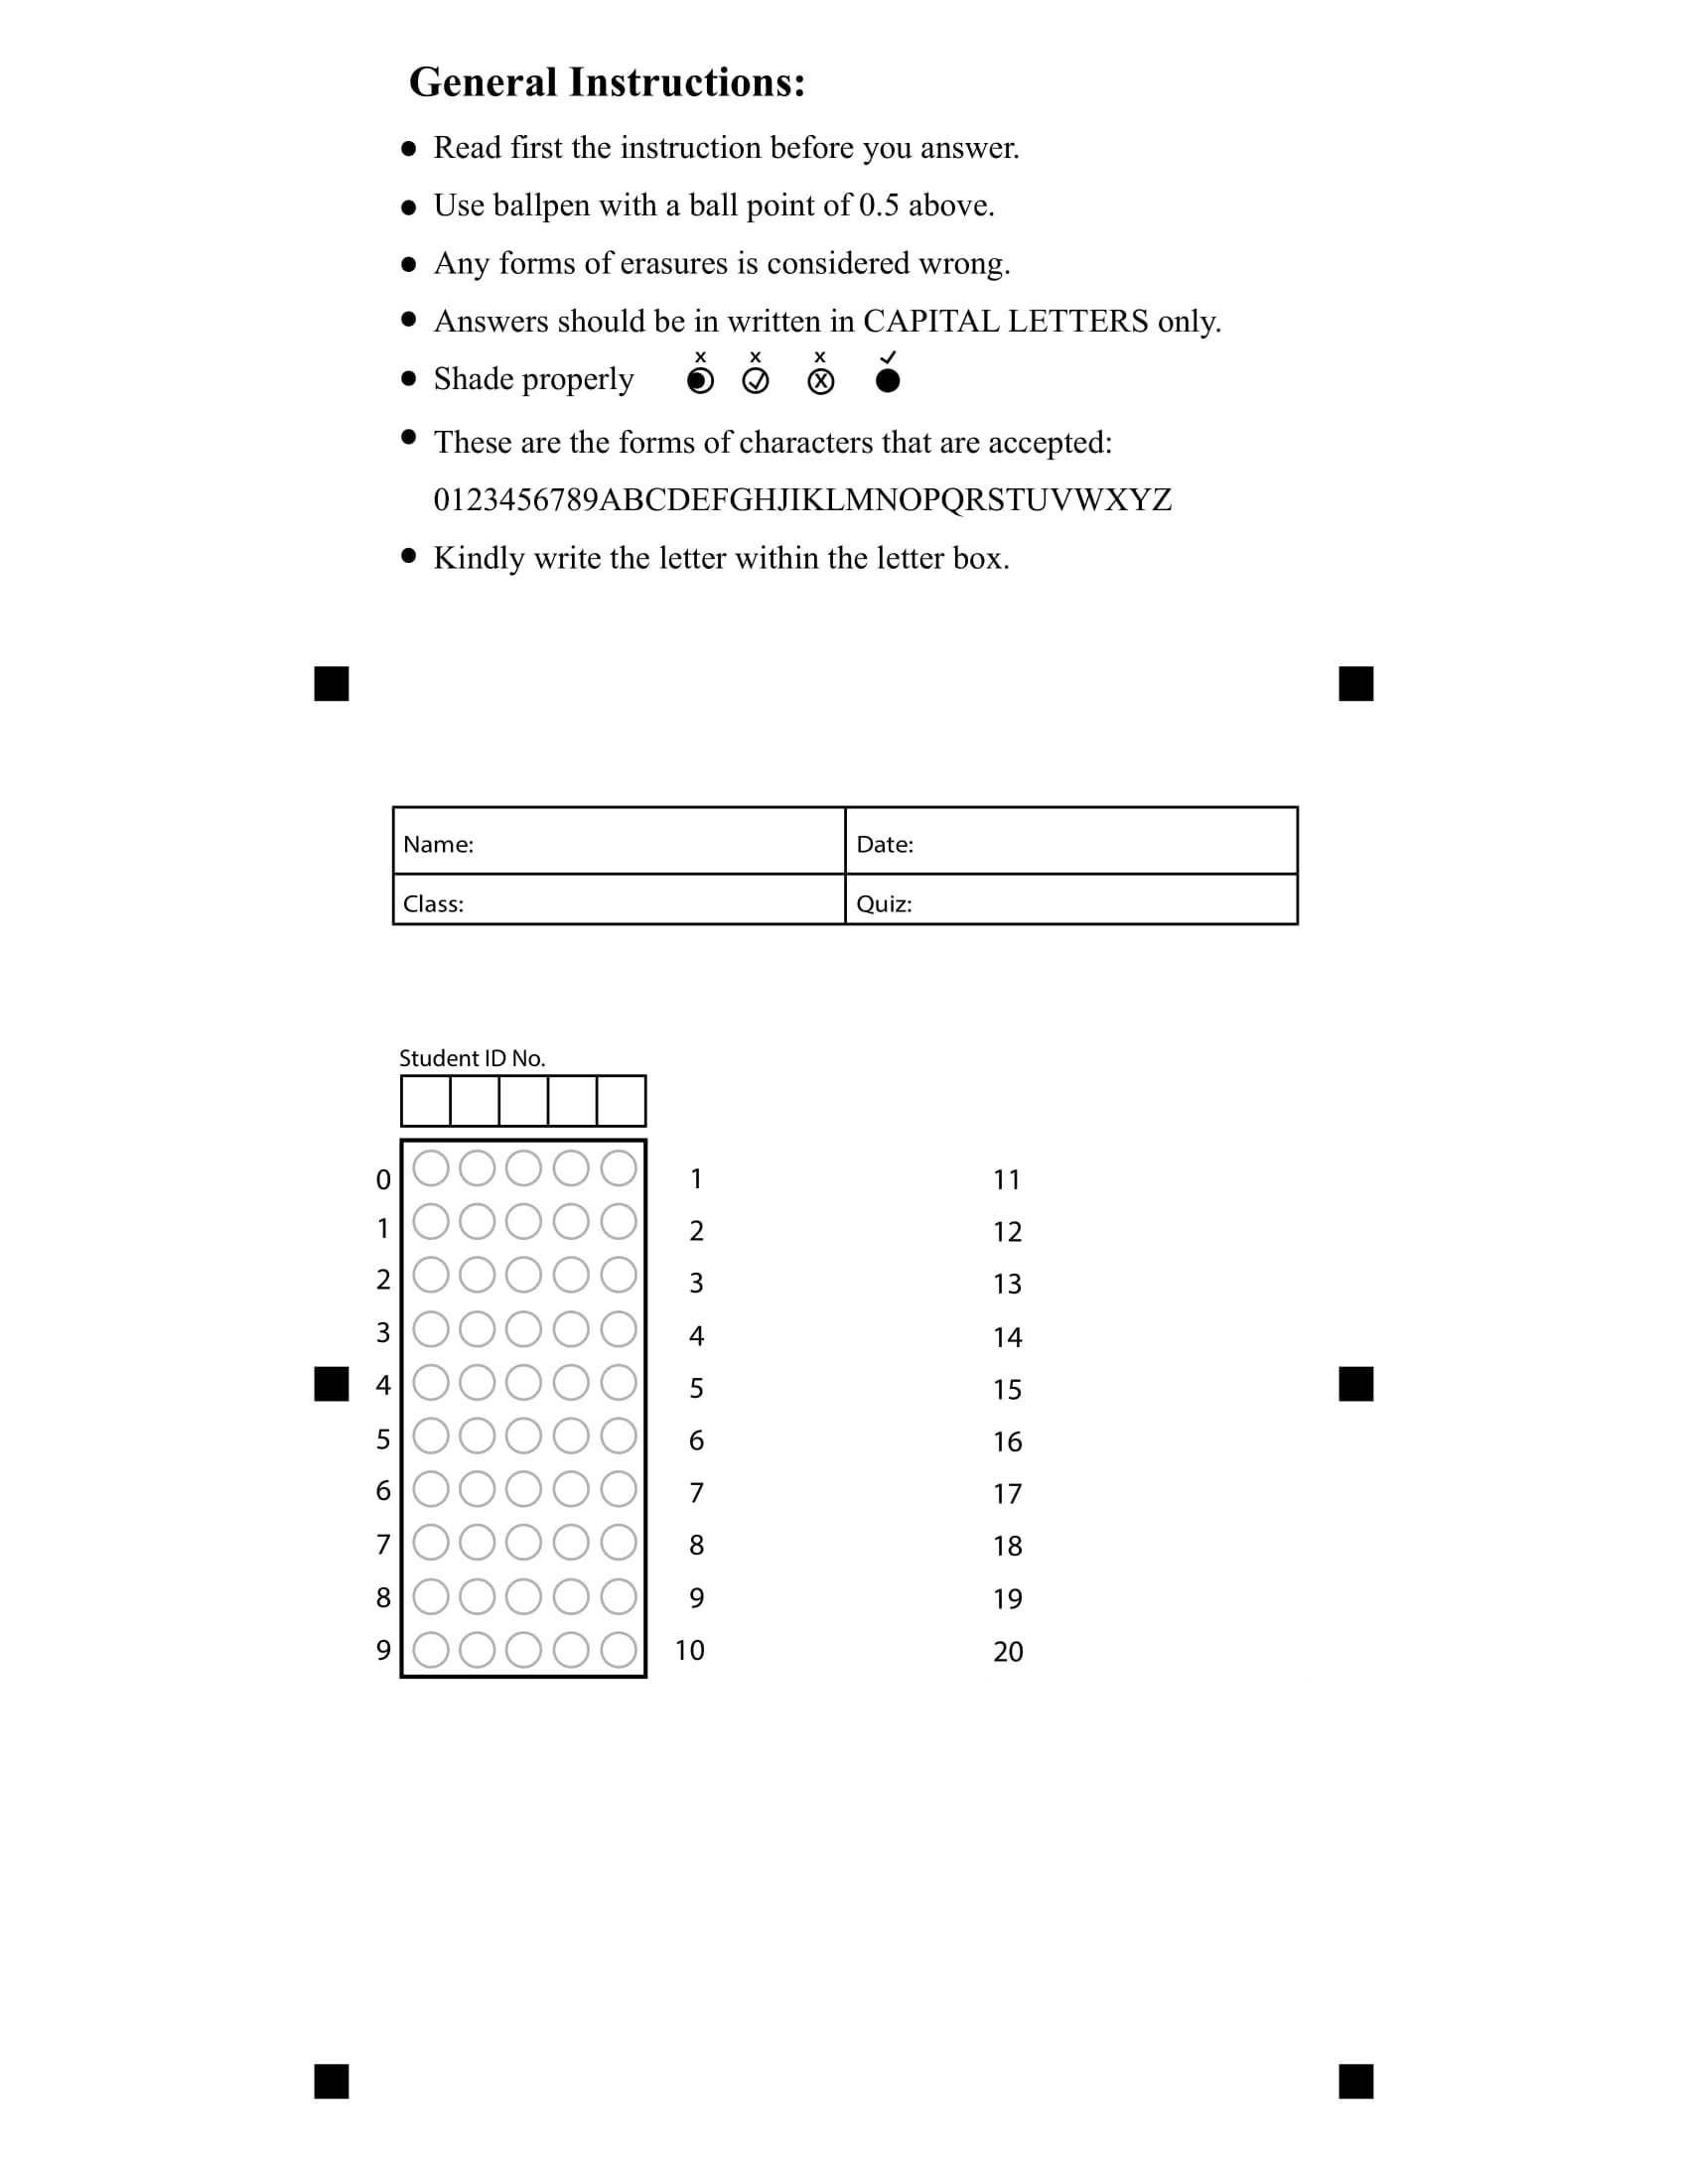 General Instructions:
Read first the instruction before you answer.
Use ballpen with a ball point of 0.5 above.
Any forms of erasures is considered wrong.
Answers should be in written in CAPITAL LETTERS only.
x x x ✓
Shade properly
These are the forms of characters that are accepted:
0123456789ABCDEFGHJIKLMNOPQRSTUVWXYZ
Kindly write the letter within the letter box.
Name: Date:
Class: Quiz:
Student ID No.
0 1 11
1 2 12
2 3 13
3 4 14
4 5 15
5 6 16
6 7 17
7 8 18
8 9 19
9 10 20